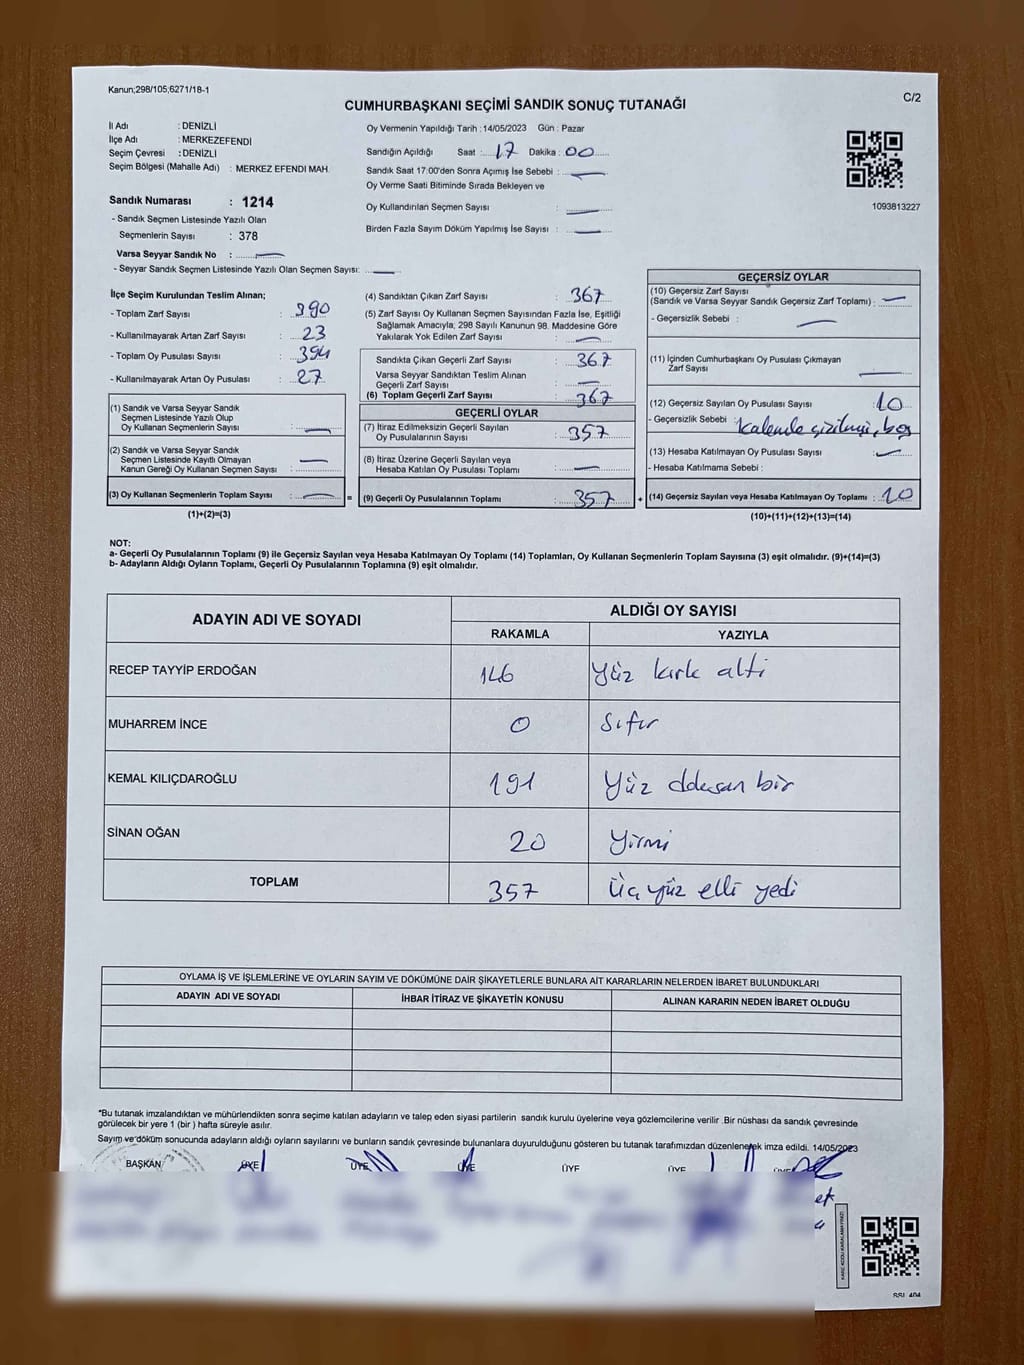 Kanun;298/105;6271/18-1
C/2
CUMHURBAŞKANI SEÇİMİ SANDIK SONUÇ TUTANAĞI
İl Adı : DENİZLİ
İlçe Adı : MERKEZEFENDİ
Seçim Çevresi : DENİZLİ
Seçim Bölgesi (Mahalle Adı) : MERKEZ EFENDİ MAH.
Sandık Numarası : 1214
- Sandık Seçmen Listesinde Yazılı Olan
Seçmenlerin Sayısı : 378
Varsa Seyyar Sandık No :
- Seyyar Sandık Seçmen Listesinde Yazılı Olan Seçmen Sayısı:
Oy Vermenin Yapıldığı Tarih :14/05/2023 Gün : Pazar
Sandığın Açıldığı Saat : 17 Dakika : 00
Sandık Saat 17:00'den Sonra Açımış İse Sebebi :
Oy Verme Saati Bitiminde Sırada Bekleyen ve
Oy Kullandırılan Seçmen Sayısı :
Birden Fazla Sayım Döküm Yapılmış İse Sayısı :
1093813227
İlçe Seçim Kurulundan Teslim Alınan;
- Toplam Zarf Sayısı : 390
- Kullanılmayarak Artan Zarf Sayısı : 23
- Toplam Oy Pusulası Sayısı : 394
- Kullanılmayarak Artan Oy Pusulası : 27
(1) Sandık ve Varsa Seyyar Sandık
Seçmen Listesinde Yazılı Olup
Oy Kullanan Seçmenlerin Sayısı :
(2) Sandık ve Varsa Seyyar Sandık
Seçmen Listesinde Kayıtlı Olmayan
Kanun Gereği Oy Kullanan Seçmen Sayısı :
(3) Oy Kullanan Seçmenlerin Toplam Sayısı : =
(1)+(2)=(3)
(4) Sandıktan Çıkan Zarf Sayısı : 367
(5) Zarf Sayısı Oy Kullanan Seçmen Sayısından Fazla İse, Eşitliği
Sağlamak Amacıyla; 298 Sayılı Kanunun 98. Maddesine Göre
Yakılarak Yok Edilen Zarf Sayısı :
Sandıkta Çıkan Geçerli Zarf Sayısı : 367
Varsa Seyyar Sandıktan Teslim Alınan
Geçerli Zarf Sayısı :
(6) Toplam Geçerli Zarf Sayısı : 367
GEÇERLİ OYLAR
(7) İtiraz Edilmeksizin Geçerli Sayılan
Oy Pusulalarının Sayısı : 357
(8) İtiraz Üzerine Geçerli Sayılan veya
Hesaba Katılan Oy Pusulası Toplamı :
(9) Geçerli Oy Pusulalarının Toplamı : 357 +
GEÇERSİZ OYLAR
(10) Geçersiz Zarf Sayısı
(Sandık ve Varsa Seyyar Sandık Geçersiz Zarf Toplamı) :
- Geçersizlik Sebebi :
(11) İçinden Cumhurbaşkanı Oy Pusulası Çıkmayan
Zarf Sayısı :
(12) Geçersiz Sayılan Oy Pusulası Sayısı : 10
- Geçersizlik Sebebi : Kalemle çizilmiş, boş
(13) Hesaba Katılmayan Oy Pusulası Sayısı :
- Hesaba Katılmama Sebebi :
(14) Geçersiz Sayılan veya Hesaba Katılmayan Oy Toplamı : 10
(10)+(11)+(12)+(13)=(14)
NOT:
a- Geçerli Oy Pusulalarının Toplamı (9) ile Geçersiz Sayılan veya Hesaba Katılmayan Oy Toplamı (14) Toplamları, Oy Kullanan Seçmenlerin Toplam Sayısına (3) eşit olmalıdır. (9)+(14)=(3)
b- Adayların Aldığı Oyların Toplamı, Geçerli Oy Pusulalarının Toplamına (9) eşit olmalıdır.
ADAYIN ADI VE SOYADI
ALDIĞI OY SAYISI
RAKAMLA YAZIYLA
RECEP TAYYİP ERDOĞAN 146 Yüz kırk altı
MUHARREM İNCE 0 Sıfır
KEMAL KILIÇDAROĞLU 191 Yüz doksan bir
SİNAN OĞAN 20 Yirmi
TOPLAM 357 Üç yüz elli yedi
OYLAMA İŞ VE İŞLEMLERİNE VE OYLARIN SAYIM VE DÖKÜMÜNE DAİR ŞİKAYETLERLE BUNLARA AİT KARARLARIN NELERDEN İBARET BULUNDUKLARI
ADAYIN ADI VE SOYADI İHBAR İTİRAZ VE ŞİKAYETİN KONUSU ALINAN KARARIN NEDEN İBARET OLDUĞU
*Bu tutanak imzalandıktan ve mühürlendikten sonra seçime katılan adayların ve talep eden siyasi partilerin sandık kurulu üyelerine veya gözlemcilerine verilir .Bir nüshası da sandık çevresinde
görülecek bir yere 1 (bir ) hafta süreyle asılır.
Sayım ve döküm sonucunda adayların aldığı oyların sayılarını ve bunların sandık çevresinde bulunanlara duyurulduğunu gösteren bu tutanak tarafımızdan düzenlenerek imza edildi. 14/05/2023
BAŞKAN ÜYE ÜYE ÜYE ÜYE ÜYE ÜYE